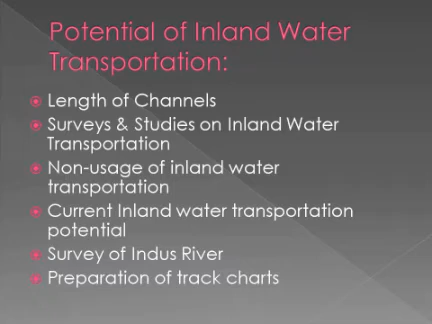 Potential of Inland Water
Transportation:
Length of Channels
Surveys & Studies on Inland Water
Transportation
Non-usage of inland water
transportation
Current Inland water transportation
potential
Survey of Indus River
Preparation of track charts